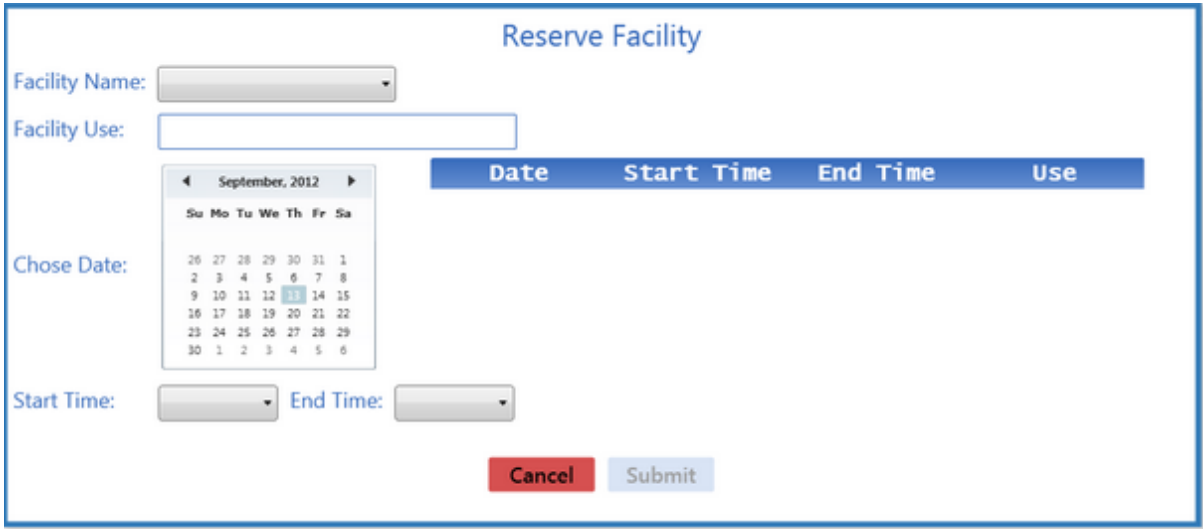 Reserve Facility
Facility Name:
Facility Use:
September, 2012
Su Mo Tu We Th Fr Sa
26 27 28 29 30 31 1
2 3 4 5 6 7 8
9 10 11 12 13 14 15
16 17 18 19 20 21 22
23 24 25 26 27 28 29
30 1 2 3 4 5 6
Date Start Time End Time Use
Chose Date:
Start Time: End Time:
Cancel Submit